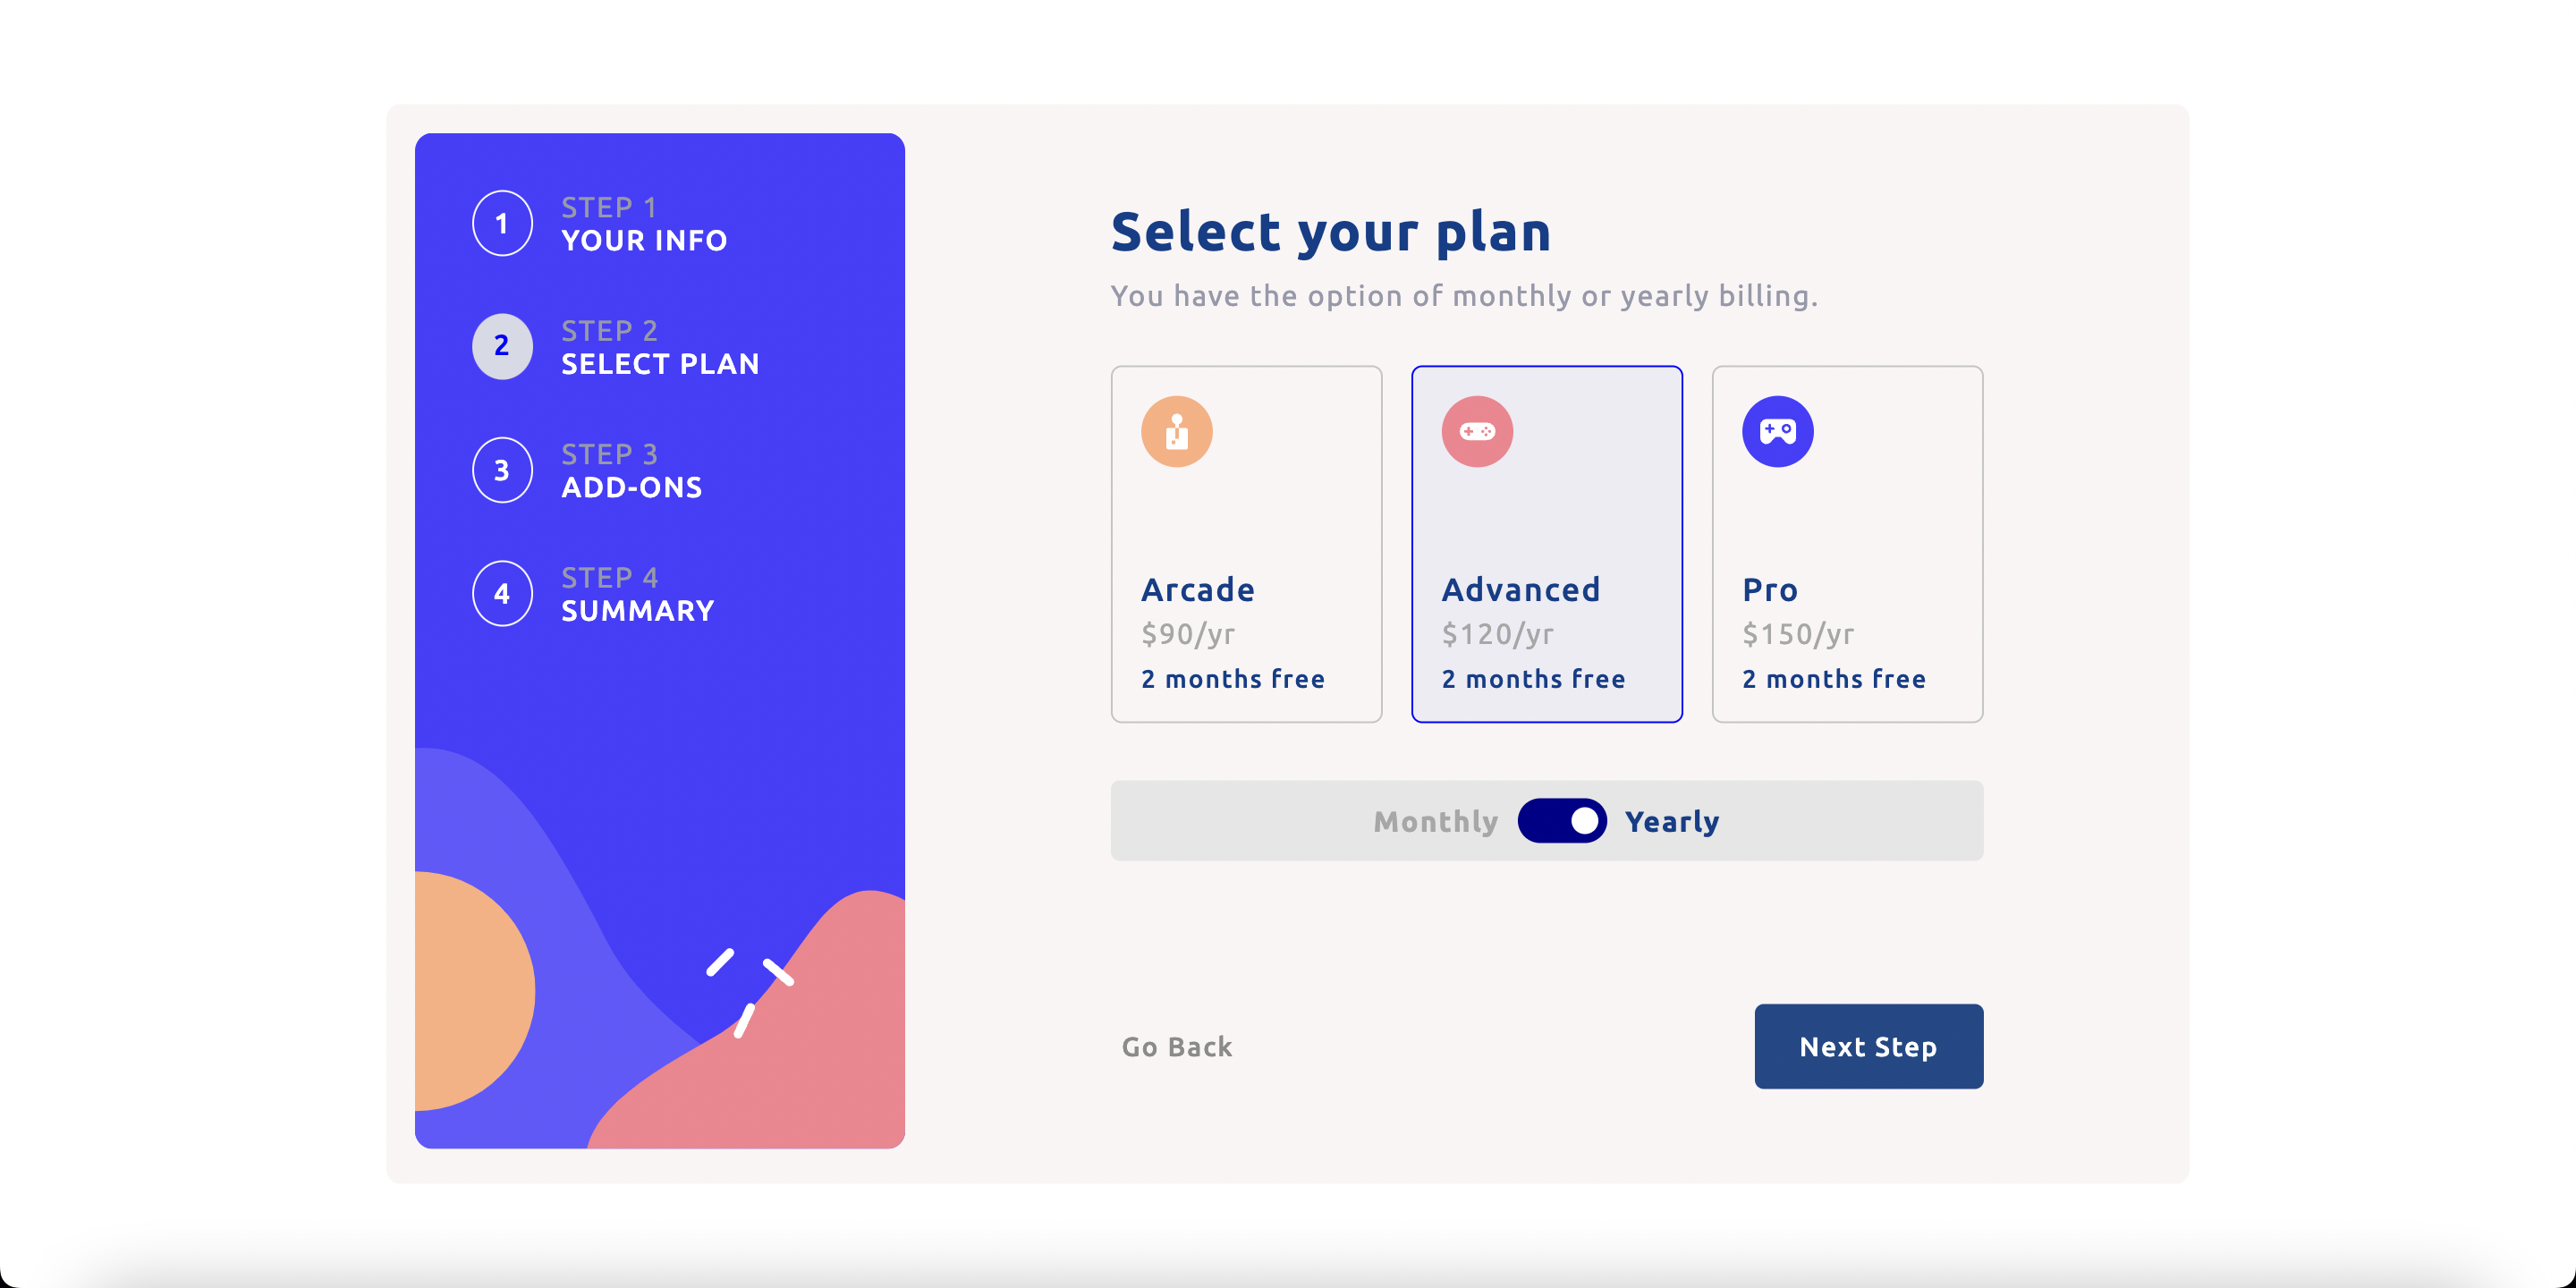 1
STEP 1
YOUR INFO
2
STEP 2
SELECT PLAN
3
STEP 3
ADD-ONS
4
STEP 4
SUMMARY
Select your plan
You have the option of monthly or yearly billing.
Arcade
$90/yr
2 months free
Advanced
$120/yr
2 months free
Pro
$150/yr
2 months free
Monthly Yearly
Go Back
Next Step